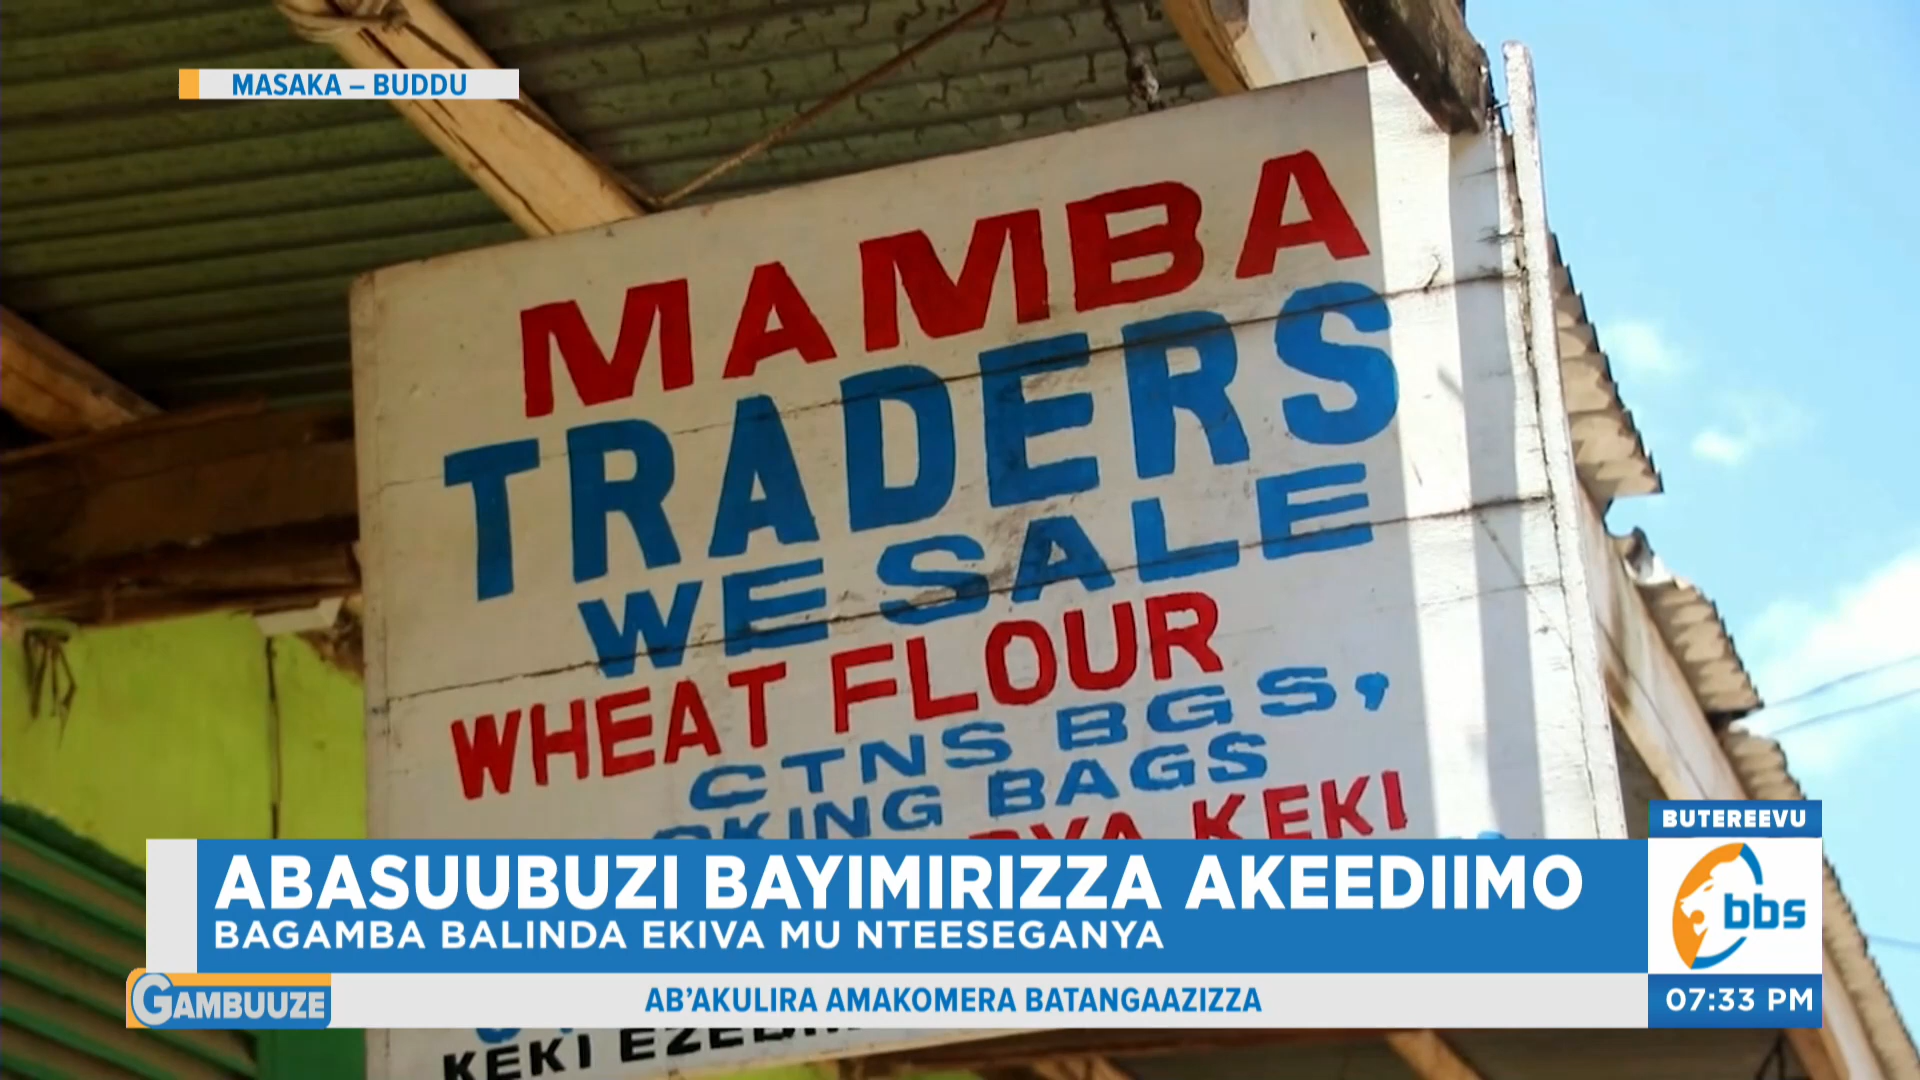 MASAKA – BUDDU
MAMBA
TRADERS
WE SALE
WHEAT FLOUR
CTNS BGS,
BAGS
KEKI
BUTEREEVU
bbs
ABASUUBUZI BAYIMIRIZZA AKEEDIIMO
BAGAMBA BALINDA EKIVA MU NTEESEGANYA
GAMBUUZE
AB'AKULIRA AMAKOMERA BATANGAAZIZZA
07:33 PM
KEKI